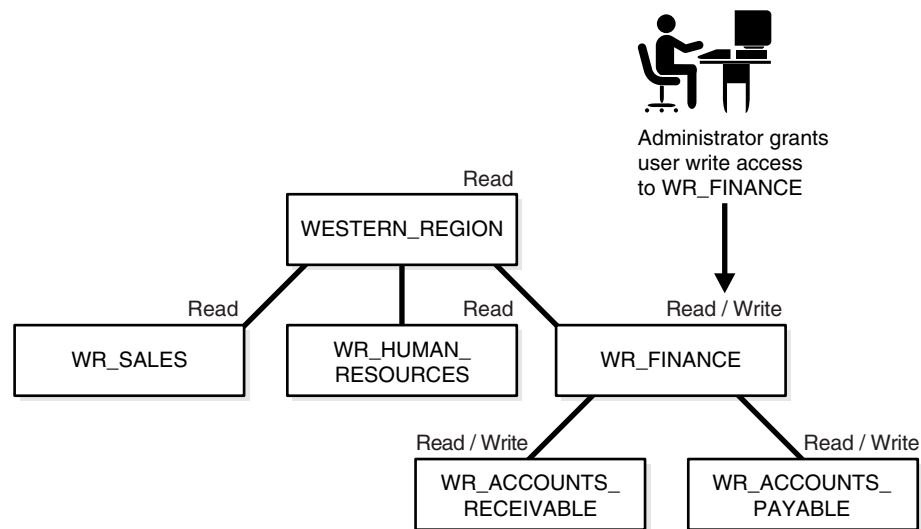 Administrator grants
user write access
to WR_FINANCE
Read
WESTERN_REGION
Read
Read
Read / Write
WR_SALES
WR_HUMAN_
RESOURCES
WR_FINANCE
Read / Write
Read / Write
WR_ACCOUNTS_
RECEIVABLE
WR_ACCOUNTS_
PAYABLE